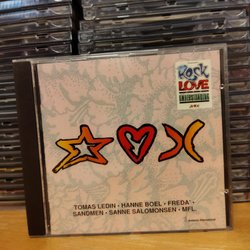 Rock
LOVE
TOMAS LEDIN · HANNE BOEL · FREDA' ·
SANDMEN · SANNE SALOMONSEN · MFL.